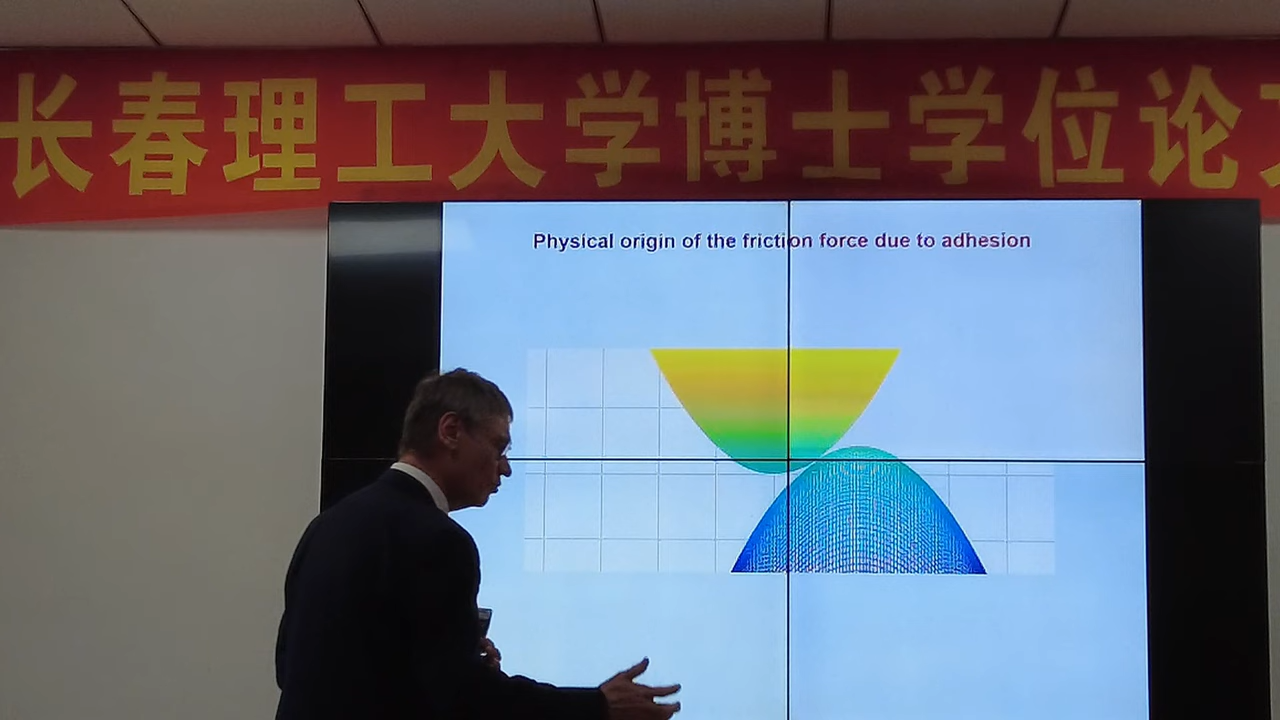 长春理工大学博士学位论
Physical origin of the friction force due to adhesion